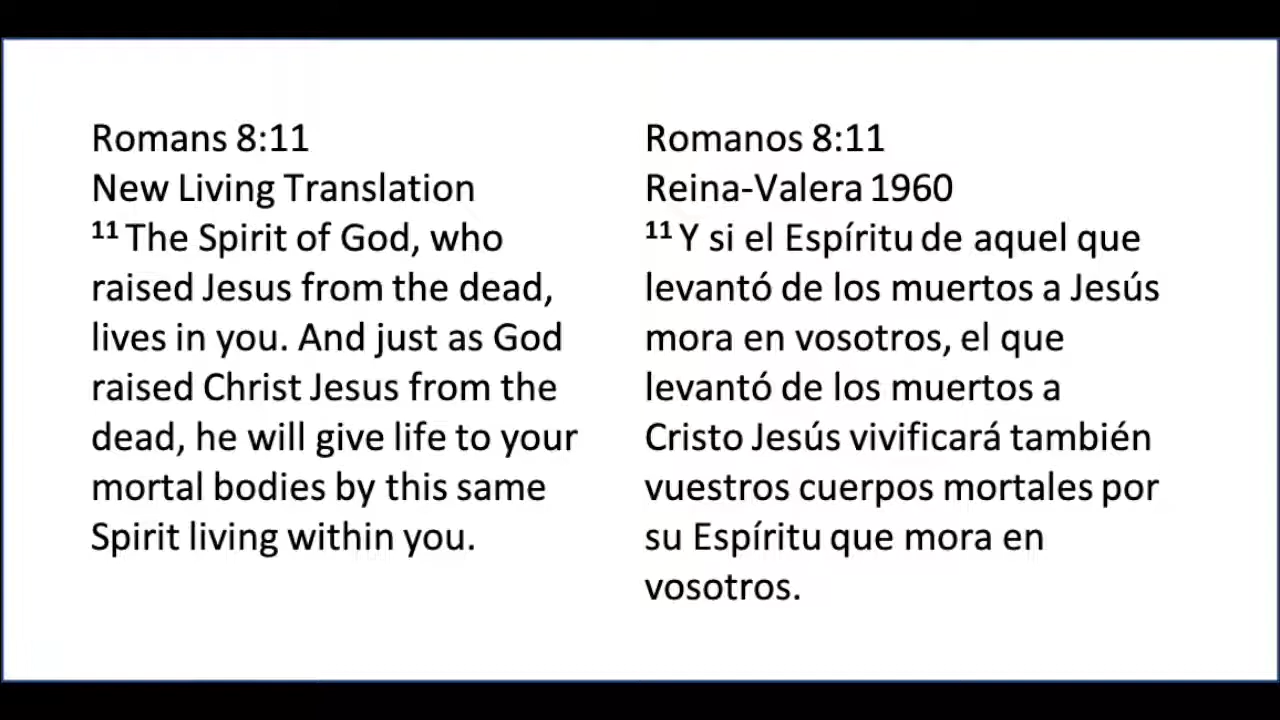 Romans 8:11
New Living Translation
¹¹ The Spirit of God, who
raised Jesus from the dead,
lives in you. And just as God
raised Christ Jesus from the
dead, he will give life to your
mortal bodies by this same
Spirit living within you.
Romanos 8:11
Reina-Valera 1960
¹¹ Y si el Espíritu de aquel que
levantó de los muertos a Jesús
mora en vosotros, el que
levantó de los muertos a
Cristo Jesús vivificará también
vuestros cuerpos mortales por
su Espíritu que mora en
vosotros.